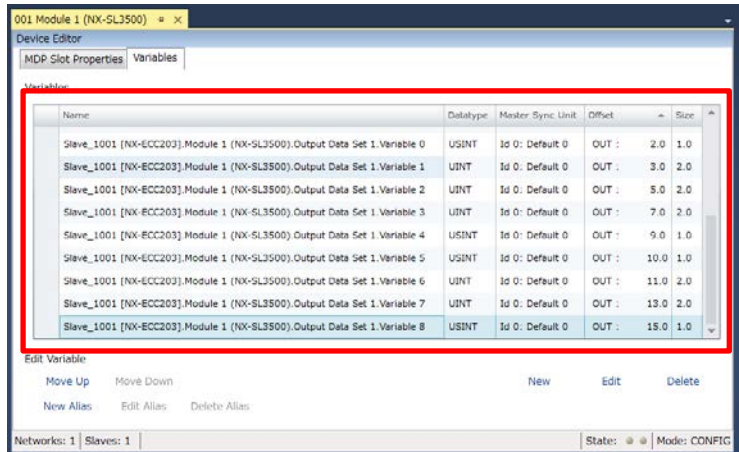 001 Module 1 (NX-SL3500)
Device Editor
MDP Slot Properties Variables
Variables
Name Datatype Master Sync Unit Offset Size
Slave_1001 [NX-ECC203].Module 1 (NX-SL3500).Output Data Set 1.Variable 0 USINT Id 0: Default 0 OUT : 2.0 1.0
Slave_1001 [NX-ECC203].Module 1 (NX-SL3500).Output Data Set 1.Variable 1 UINT Id 0: Default 0 OUT : 3.0 2.0
Slave_1001 [NX-ECC203].Module 1 (NX-SL3500).Output Data Set 1.Variable 2 UINT Id 0: Default 0 OUT : 5.0 2.0
Slave_1001 [NX-ECC203].Module 1 (NX-SL3500).Output Data Set 1.Variable 3 UINT Id 0: Default 0 OUT : 7.0 2.0
Slave_1001 [NX-ECC203].Module 1 (NX-SL3500).Output Data Set 1.Variable 4 USINT Id 0: Default 0 OUT : 9.0 1.0
Slave_1001 [NX-ECC203].Module 1 (NX-SL3500).Output Data Set 1.Variable 5 USINT Id 0: Default 0 OUT : 10.0 1.0
Slave_1001 [NX-ECC203].Module 1 (NX-SL3500).Output Data Set 1.Variable 6 UINT Id 0: Default 0 OUT : 11.0 2.0
Slave_1001 [NX-ECC203].Module 1 (NX-SL3500).Output Data Set 1.Variable 7 UINT Id 0: Default 0 OUT : 13.0 2.0
Slave_1001 [NX-ECC203].Module 1 (NX-SL3500).Output Data Set 1.Variable 8 USINT Id 0: Default 0 OUT : 15.0 1.0
Edit Variable
Move Up Move Down New Edit Delete
New Alias Edit Alias Delete Alias
Networks: 1 Slaves: 1 State: Mode: CONFIG